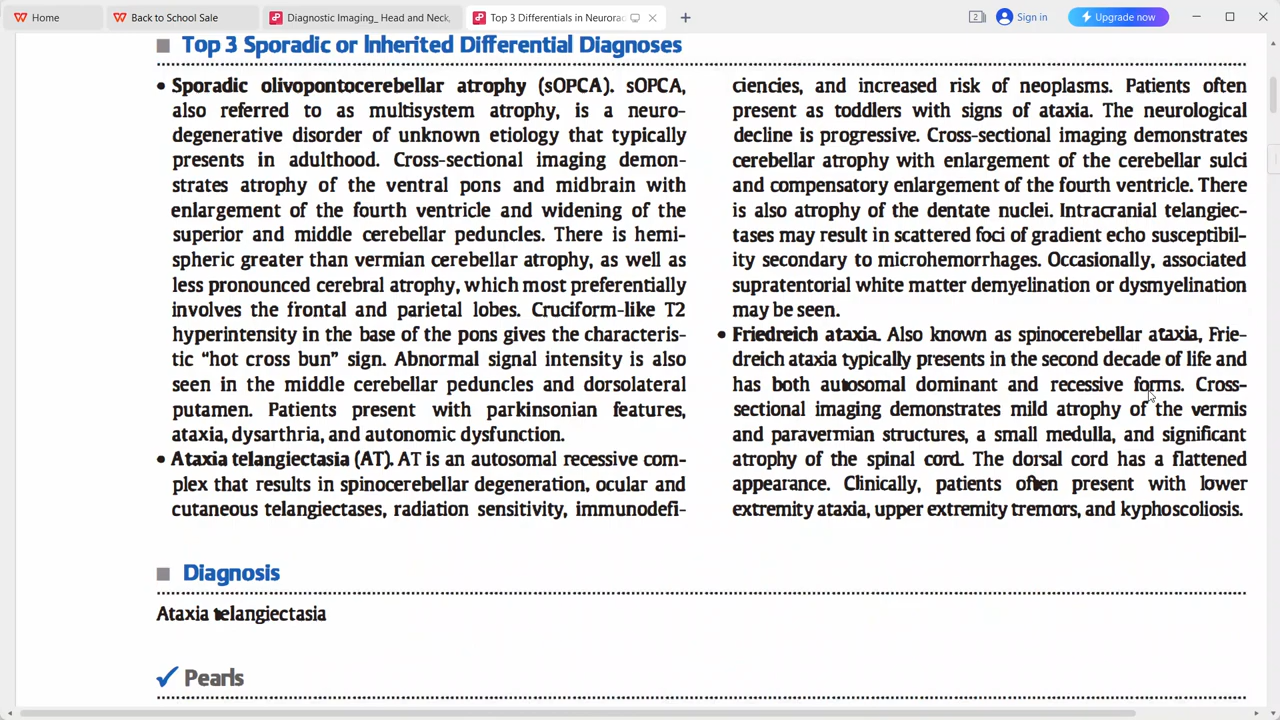 Home
Back to School Sale
Diagnostic Imaging_ Head and Neck,
Top 3 Differentials in Neurorad
2
Sign in
Upgrade now
Top 3 Sporadic or Inherited Differential Diagnoses
• Sporadic olivopontocerebellar atrophy (sOPCA). sOPCA,
also referred to as multisystem atrophy, is a neuro-
degenerative disorder of unknown etiology that typically
presents in adulthood. Cross-sectional imaging demon-
strates atrophy of the ventral pons and midbrain with
enlargement of the fourth ventricle and widening of the
superior and middle cerebellar peduncles. There is hemi-
spheric greater than vermian cerebellar atrophy, as well as
less pronounced cerebral atrophy, which most preferentially
involves the frontal and parietal lobes. Cruciform-like T2
hyperintensity in the base of the pons gives the characteris-
tic “hot cross bun” sign. Abnormal signal intensity is also
seen in the middle cerebellar peduncles and dorsolateral
putamen. Patients present with parkinsonian features,
ataxia, dysarthria, and autonomic dysfunction.
• Ataxia telangiectasia (AT). AT is an autosomal recessive com-
plex that results in spinocerebellar degeneration, ocular and
cutaneous telangiectases, radiation sensitivity, immunodefi-
ciencies, and increased risk of neoplasms. Patients often
present as toddlers with signs of ataxia. The neurological
decline is progressive. Cross-sectional imaging demonstrates
cerebellar atrophy with enlargement of the cerebellar sulci
and compensatory enlargement of the fourth ventricle. There
is also atrophy of the dentate nuclei. Intracranial telangiec-
tases may result in scattered foci of gradient echo susceptibil-
ity secondary to microhemorrhages. Occasionally, associated
supratentorial white matter demyelination or dysmyelination
may be seen.
• Friedreich ataxia. Also known as spinocerebellar ataxia, Frie-
dreich ataxia typically presents in the second decade of life and
has both autosomal dominant and recessive forms. Cross-
sectional imaging demonstrates mild atrophy of the vermis
and paravermian structures, a small medulla, and significant
atrophy of the spinal cord. The dorsal cord has a flattened
appearance. Clinically, patients often present with lower
extremity ataxia, upper extremity tremors, and kyphoscoliosis.
Diagnosis
Ataxia telangiectasia
Pearls